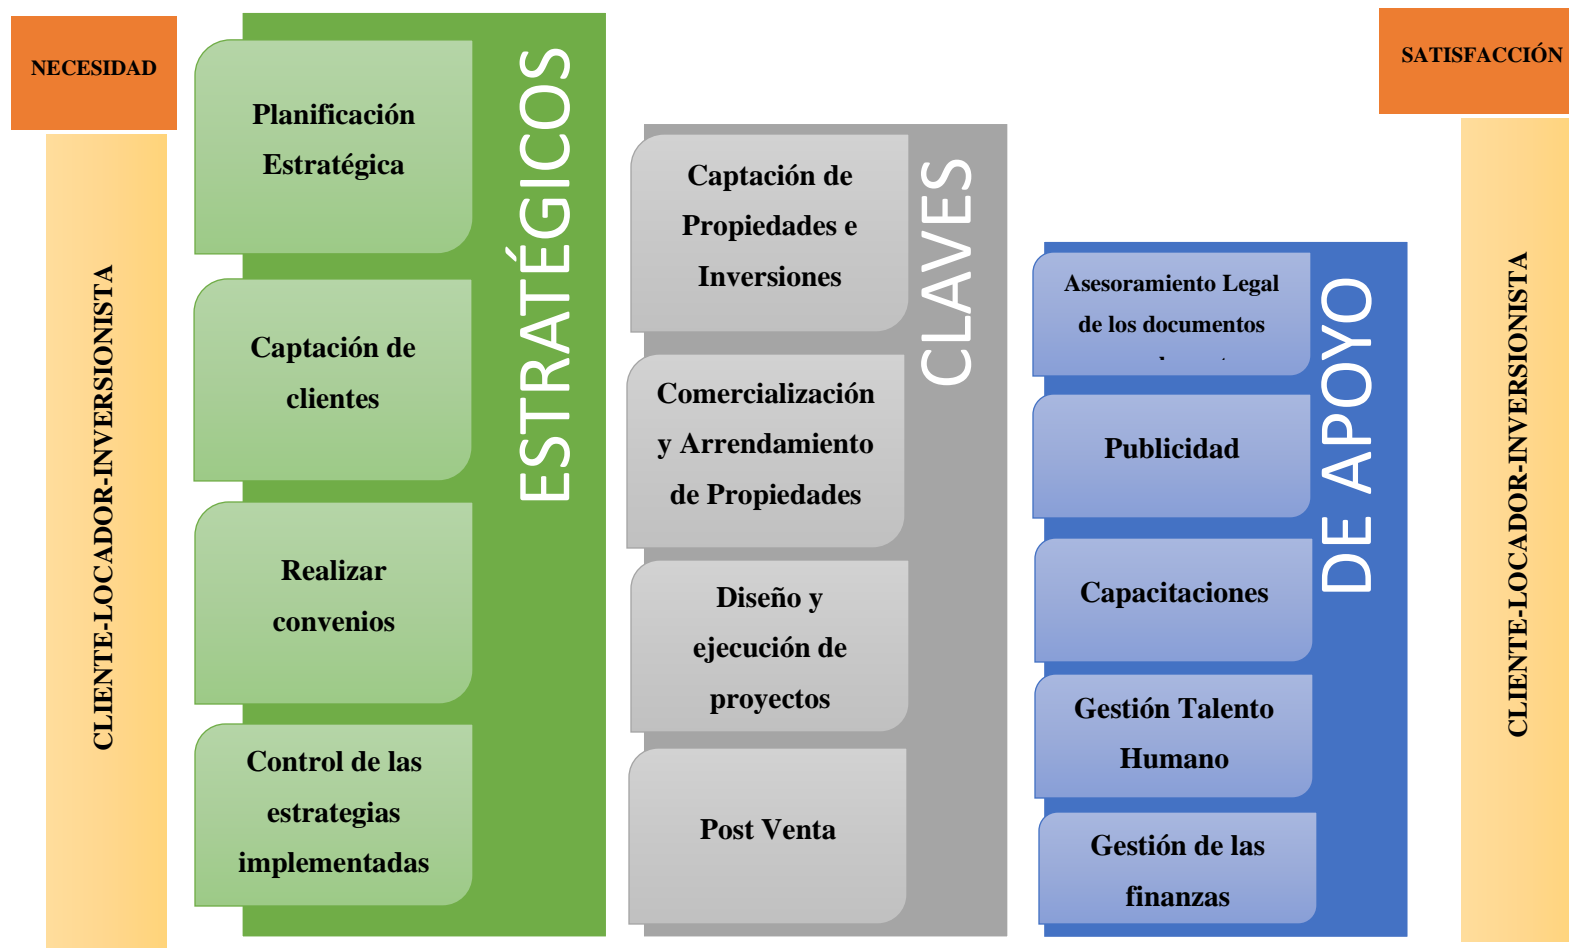 NECESIDAD
CLIENTE-LOCADOR-INVERSIONISTA
ESTRATÉGICOS
Planificación
Estratégica
Captación de
clientes
Realizar
convenios
Control de las
estrategias
implementadas
CLAVES
Captación de
Propiedades e
Inversiones
Comercialización
y Arrendamiento
de Propiedades
Diseño y
ejecución de
proyectos
Post Venta
DE APOYO
Asesoramiento Legal
de los documentos
Publicidad
Capacitaciones
Gestión Talento
Humano
Gestión de las
finanzas
SATISFACCIÓN
CLIENTE-LOCADOR-INVERSIONISTA